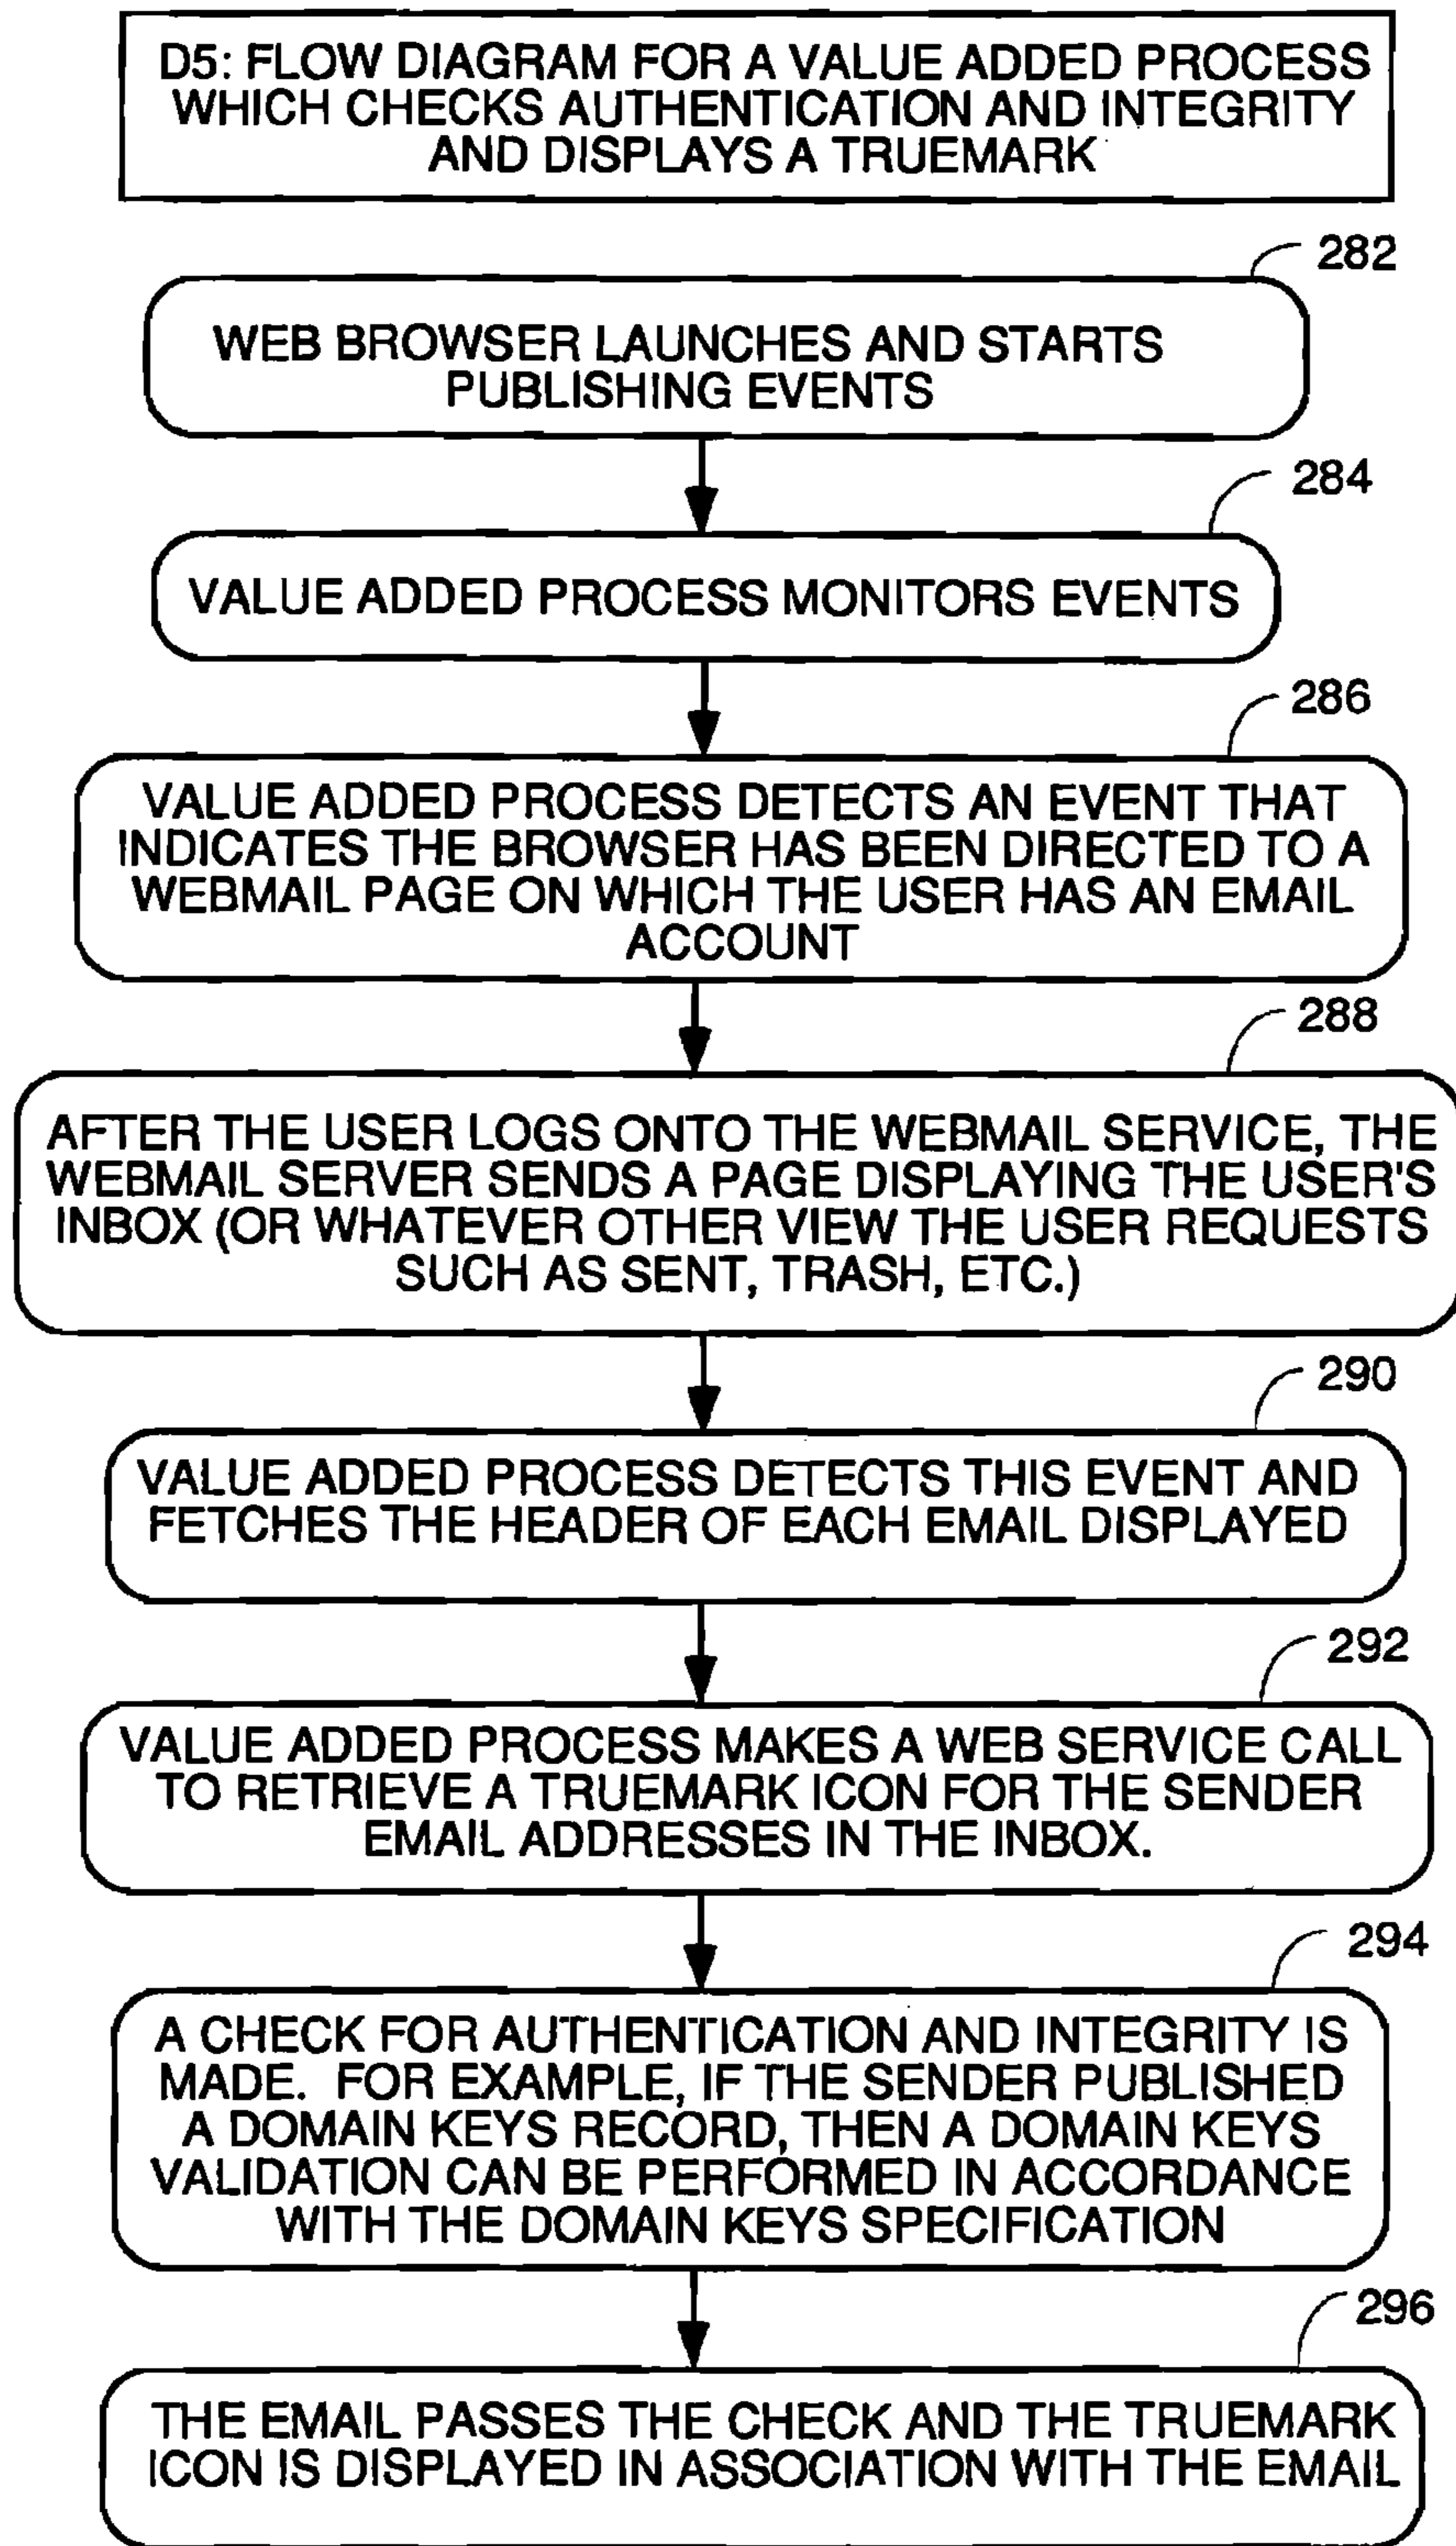 D5: FLOW DIAGRAM FOR A VALUE ADDED PROCESS
WHICH CHECKS AUTHENTICATION AND INTEGRITY
AND DISPLAYS A TRUEMARK
282
WEB BROWSER LAUNCHES AND STARTS
PUBLISHING EVENTS
284
VALUE ADDED PROCESS MONITORS EVENTS
286
VALUE ADDED PROCESS DETECTS AN EVENT THAT
INDICATES THE BROWSER HAS BEEN DIRECTED TO A
WEBMAIL PAGE ON WHICH THE USER HAS AN EMAIL
ACCOUNT
288
AFTER THE USER LOGS ONTO THE WEBMAIL SERVICE, THE
WEBMAIL SERVER SENDS A PAGE DISPLAYING THE USER'S
INBOX (OR WHATEVER OTHER VIEW THE USER REQUESTS
SUCH AS SENT, TRASH, ETC.)
290
VALUE ADDED PROCESS DETECTS THIS EVENT AND
FETCHES THE HEADER OF EACH EMAIL DISPLAYED
292
VALUE ADDED PROCESS MAKES A WEB SERVICE CALL
TO RETRIEVE A TRUEMARK ICON FOR THE SENDER
EMAIL ADDRESSES IN THE INBOX.
294
A CHECK FOR AUTHENTICATION AND INTEGRITY IS
MADE. FOR EXAMPLE, IF THE SENDER PUBLISHED
A DOMAIN KEYS RECORD, THEN A DOMAIN KEYS
VALIDATION CAN BE PERFORMED IN ACCORDANCE
WITH THE DOMAIN KEYS SPECIFICATION
296
THE EMAIL PASSES THE CHECK AND THE TRUEMARK
ICON IS DISPLAYED IN ASSOCIATION WITH THE EMAIL